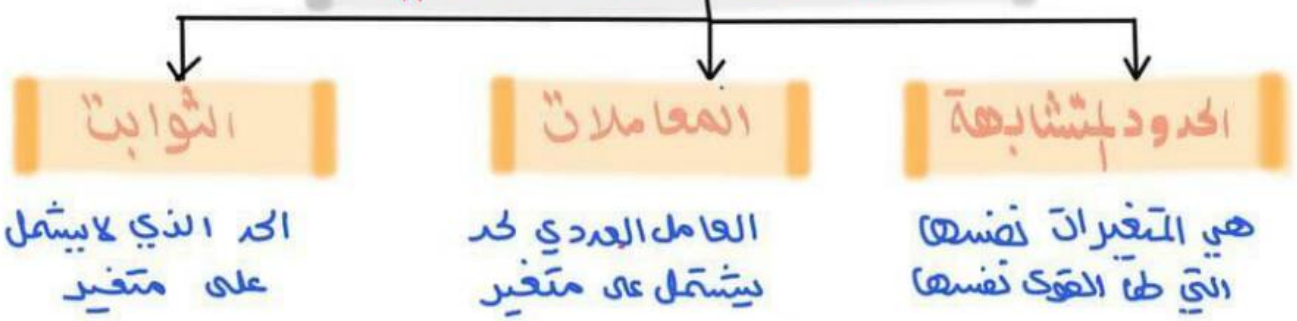 الحدود المتشابهة
هي المتغيرات نفسها
التي لها القوى نفسها
المعاملات
العامل العددي لحد
يشتمل على متغير
الثوابت
الحد الذي لا يشتمل
على متغير